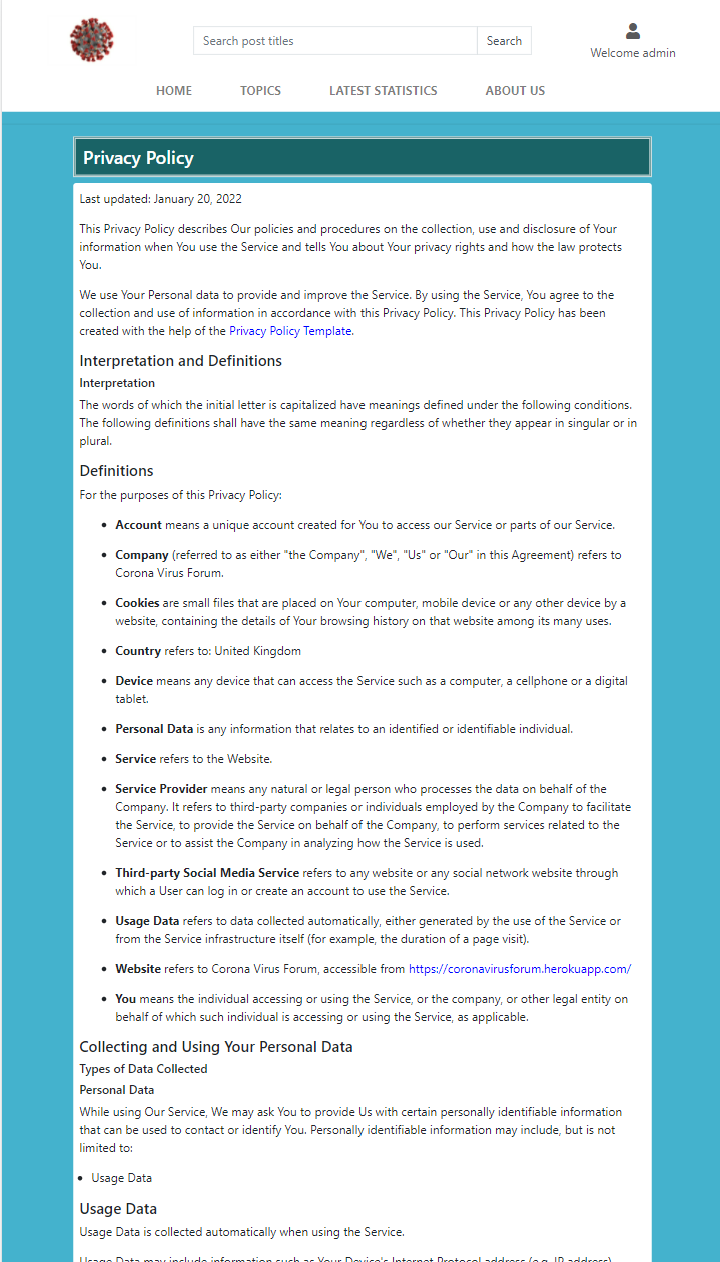 Search post titles
Search
Welcome admin
HOME
TOPICS
LATEST STATISTICS
ABOUT US
Privacy Policy
Last updated: January 20, 2022
This Privacy Policy describes Our policies and procedures on the collection, use and disclosure of Your
information when You use the Service and tells You about Your privacy rights and how the law protects
You.
We use Your Personal data to provide and improve the Service. By using the Service, You agree to the
collection and use of information in accordance with this Privacy Policy. This Privacy Policy has been
created with the help of the Privacy Policy Template.
Interpretation and Definitions
Interpretation
The words of which the initial letter is capitalized have meanings defined under the following conditions.
The following definitions shall have the same meaning regardless of whether they appear in singular or in
plural.
Definitions
For the purposes of this Privacy Policy:
• Account means a unique account created for You to access our Service or parts of our Service.
• Company (referred to as either "the Company", "We", "Us" or "Our" in this Agreement) refers to
Corona Virus Forum.
• Cookies are small files that are placed on Your computer, mobile device or any other device by a
website, containing the details of Your browsing history on that website among its many uses.
• Country refers to: United Kingdom
• Device means any device that can access the Service such as a computer, a cellphone or a digital
tablet.
• Personal Data is any information that relates to an identified or identifiable individual.
• Service refers to the Website.
• Service Provider means any natural or legal person who processes the data on behalf of the
Company. It refers to third-party companies or individuals employed by the Company to facilitate
the Service, to provide the Service on behalf of the Company, to perform services related to the
Service or to assist the Company in analyzing how the Service is used.
• Third-party Social Media Service refers to any website or any social network website through
which a User can log in or create an account to use the Service.
• Usage Data refers to data collected automatically, either generated by the use of the Service or
from the Service infrastructure itself (for example, the duration of a page visit).
• Website refers to Corona Virus Forum, accessible from https://coronavirusforum.herokuapp.com/
• You means the individual accessing or using the Service, or the company, or other legal entity on
behalf of which such individual is accessing or using the Service, as applicable.
Collecting and Using Your Personal Data
Types of Data Collected
Personal Data
While using Our Service, We may ask You to provide Us with certain personally identifiable information
that can be used to contact or identify You. Personally identifiable information may include, but is not
limited to:
• Usage Data
Usage Data
Usage Data is collected automatically when using the Service.
Usage Data may include information such as Your Device's Internet Protocol address (e.g. IP address)